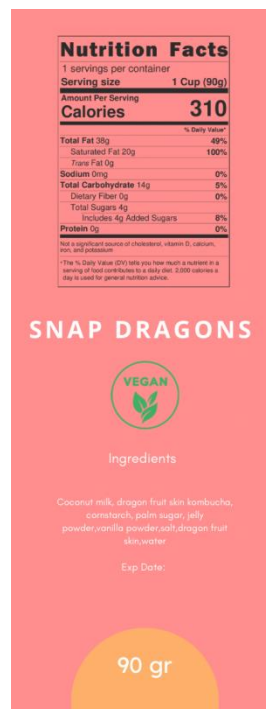 Nutrition Facts
1 servings per container
Serving size 1 Cup (90g)
Amount Per Serving
Calories 310
% Daily Value*
Total Fat 38g 49%
Saturated Fat 20g 100%
Trans Fat 0g
Sodium 0mg 0%
Total Carbohydrate 14g 5%
Dietary Fiber 0g 0%
Total Sugars 4g
Includes 4g Added Sugars 8%
Protein 0g 0%
Not a significant source of cholesterol, vitamin D, calcium,
iron, and potassium
*The % Daily Value (DV) tells you how much a nutrient in a
serving of food contributes to a daily diet. 2,000 calories a
day is used for general nutrition advice.
SNAP DRAGONS
VEGAN
Ingredients
Coconut milk, dragon fruit skin kombucha,
cornstarch, palm sugar, jelly
powder,vanilla powder,salt,dragon fruit
skin,water
Exp Date:
90 gr